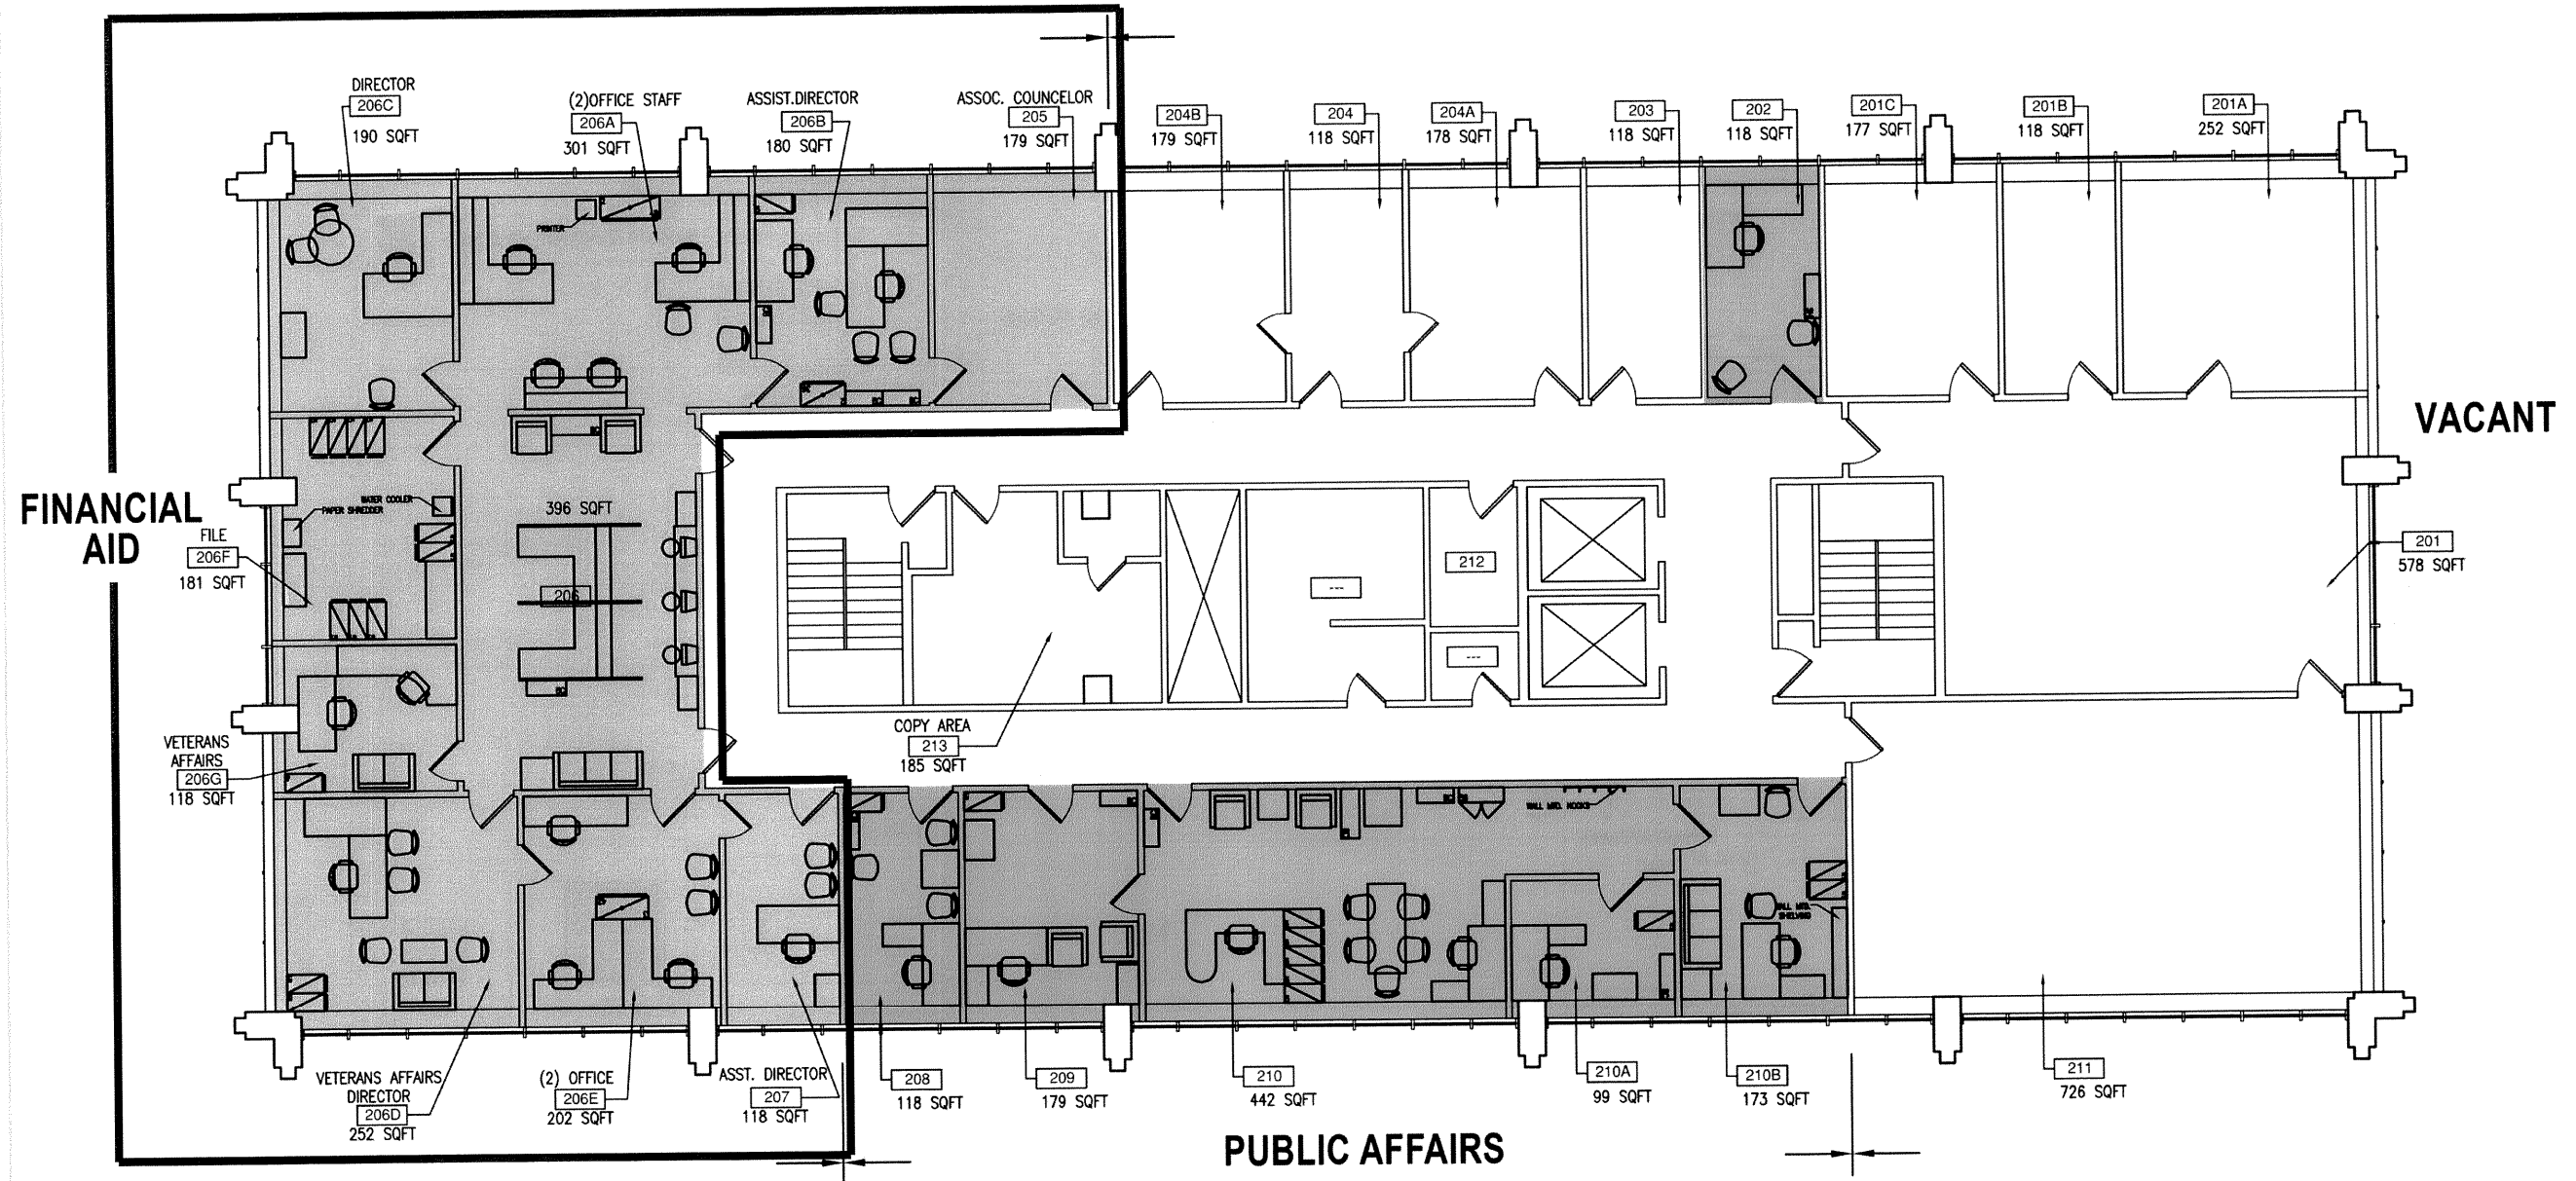 DIRECTOR
206C
190 SQFT
(2)OFFICE STAFF
206A
301 SQFT
ASSIST.DIRECTOR
206B
180 SQFT
ASSOC. COUNCELOR
205
179 SQFT
204B
179 SQFT
204
118 SQFT
204A
178 SQFT
203
118 SQFT
202
118 SQFT
201C
177 SQFT
201B
118 SQFT
201A
252 SQFT
PRINTER
VACANT
FINANCIAL
AID
WATER COOLER
PAPER SHREDDER
396 SQFT
FILE
206F
181 SQFT
206
212
---
---
201
578 SQFT
COPY AREA
213
185 SQFT
VETERANS
AFFAIRS
206G
118 SQFT
WALL MTD. HOOKS
WALL MTD.
SHELVING
VETERANS AFFAIRS
DIRECTOR
206D
252 SQFT
(2) OFFICE
206E
202 SQFT
ASST. DIRECTOR
207
118 SQFT
208
118 SQFT
209
179 SQFT
210
442 SQFT
210A
99 SQFT
210B
173 SQFT
211
726 SQFT
PUBLIC AFFAIRS